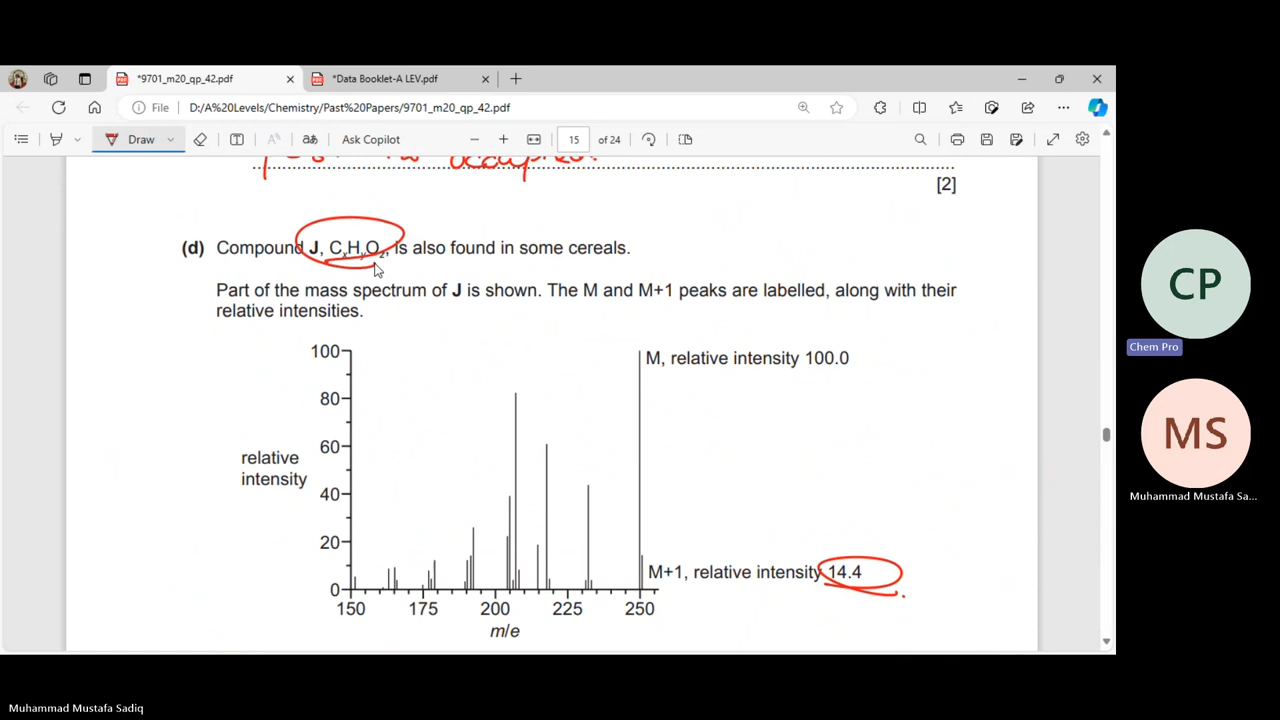 *9701_m20_qp_42.pdf
*Data Booklet-A LEV.pdf
File
D:/A%20Levels/Chemistry/Past%20Papers/9701_m20_qp_42.pdf
Draw
Ask Copilot
15 of 24
occupied.
[2]
(d) Compound J, CxHyO2, is also found in some cereals.
Part of the mass spectrum of J is shown. The M and M+1 peaks are labelled, along with their
relative intensities.
100
80
60
40
20
0
relative
intensity
M, relative intensity 100.0
M+1, relative intensity 14.4
150 175 200 225 250
m/e
CP
Chem Pro
MS
Muhammad Mustafa Sa...
Muhammad Mustafa Sadiq